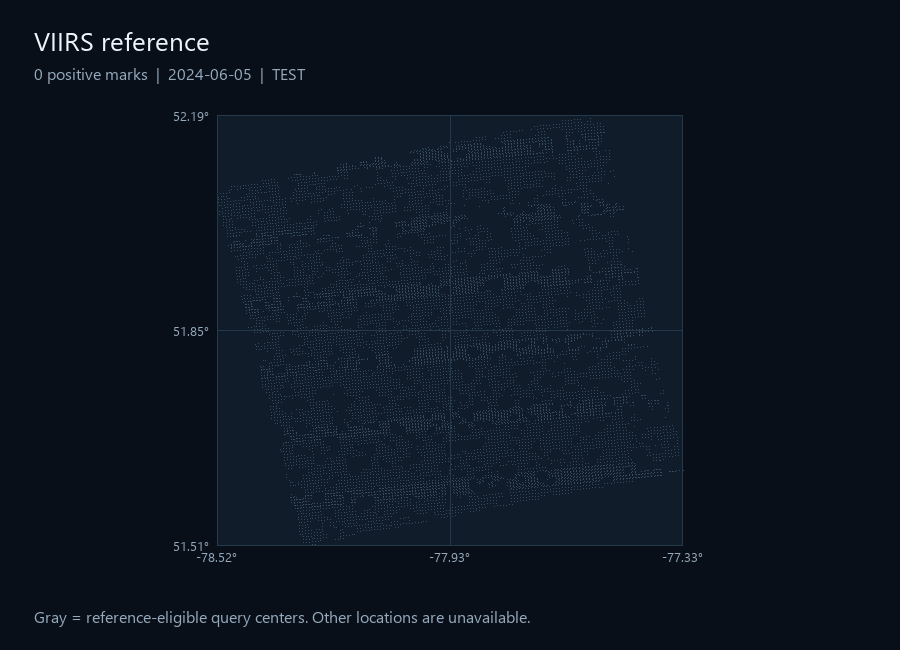 VIIRS reference
0 positive marks | 2024-06-05 | TEST
52.19°
51.85°
51.51°
-78.52° -77.93° -77.33°
Gray = reference-eligible query centers. Other locations are unavailable.